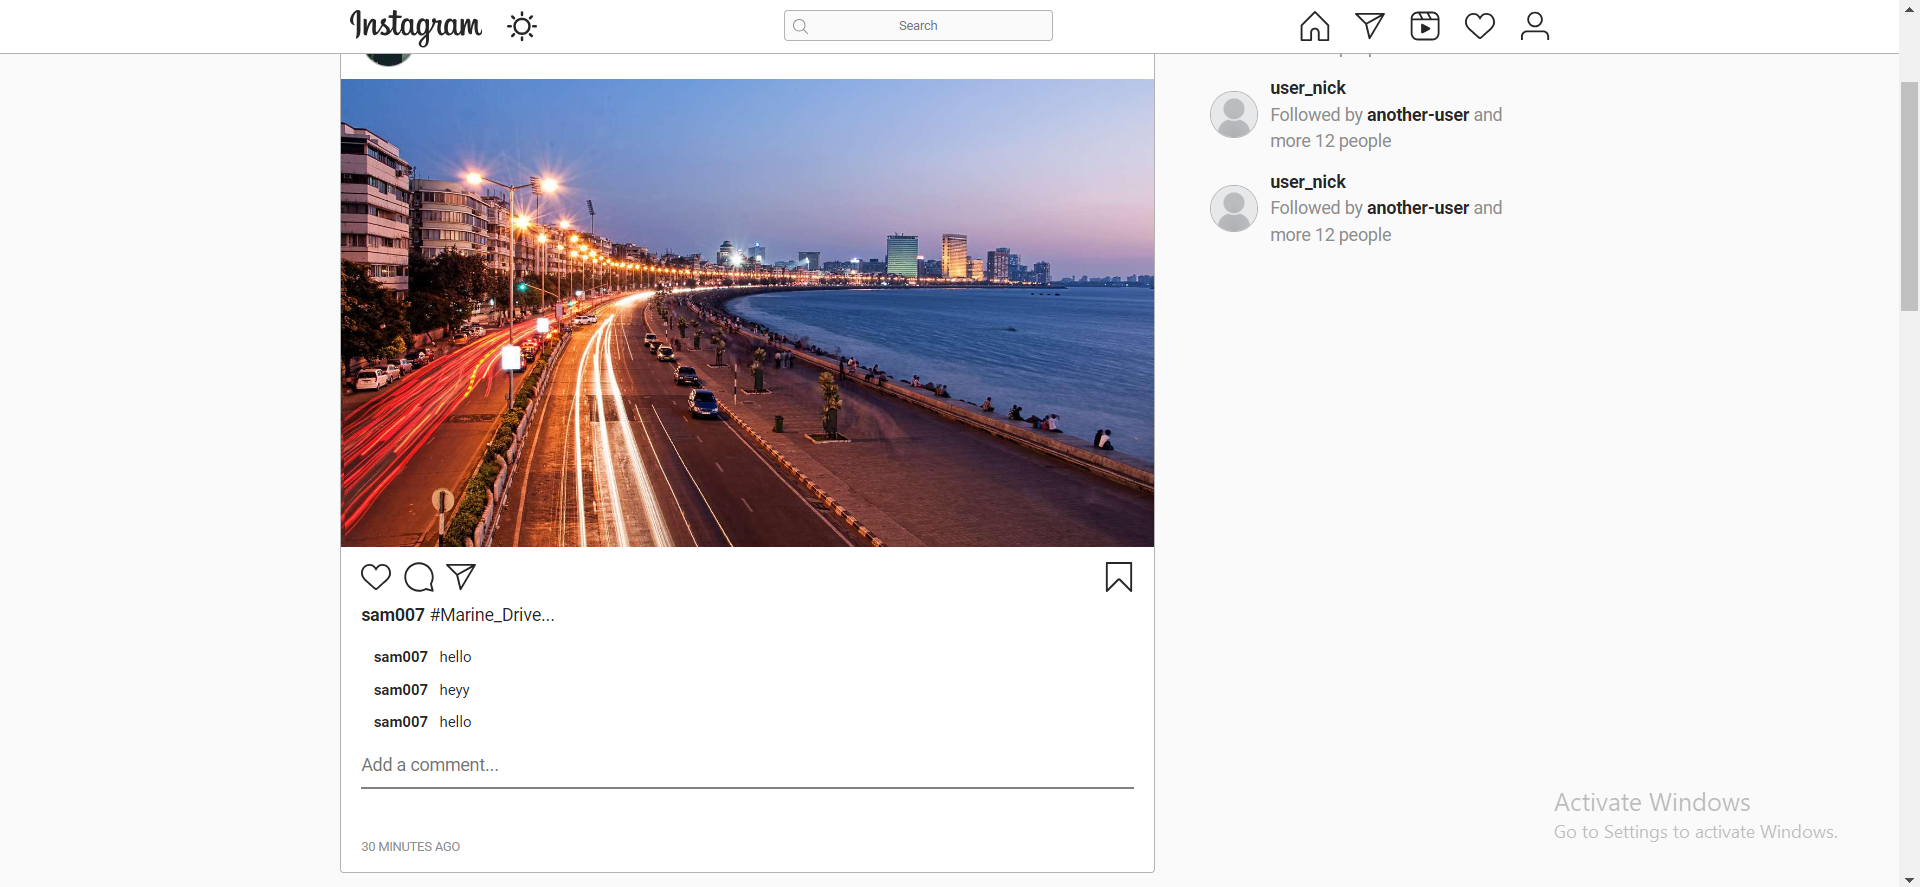 Instagram
Search
user_nick
Followed by another-user and
more 12 people
user_nick
Followed by another-user and
more 12 people
sam007 #Marine_Drive...
sam007 hello
sam007 heyy
sam007 hello
Add a comment...
30 MINUTES AGO
Activate Windows
Go to Settings to activate Windows.